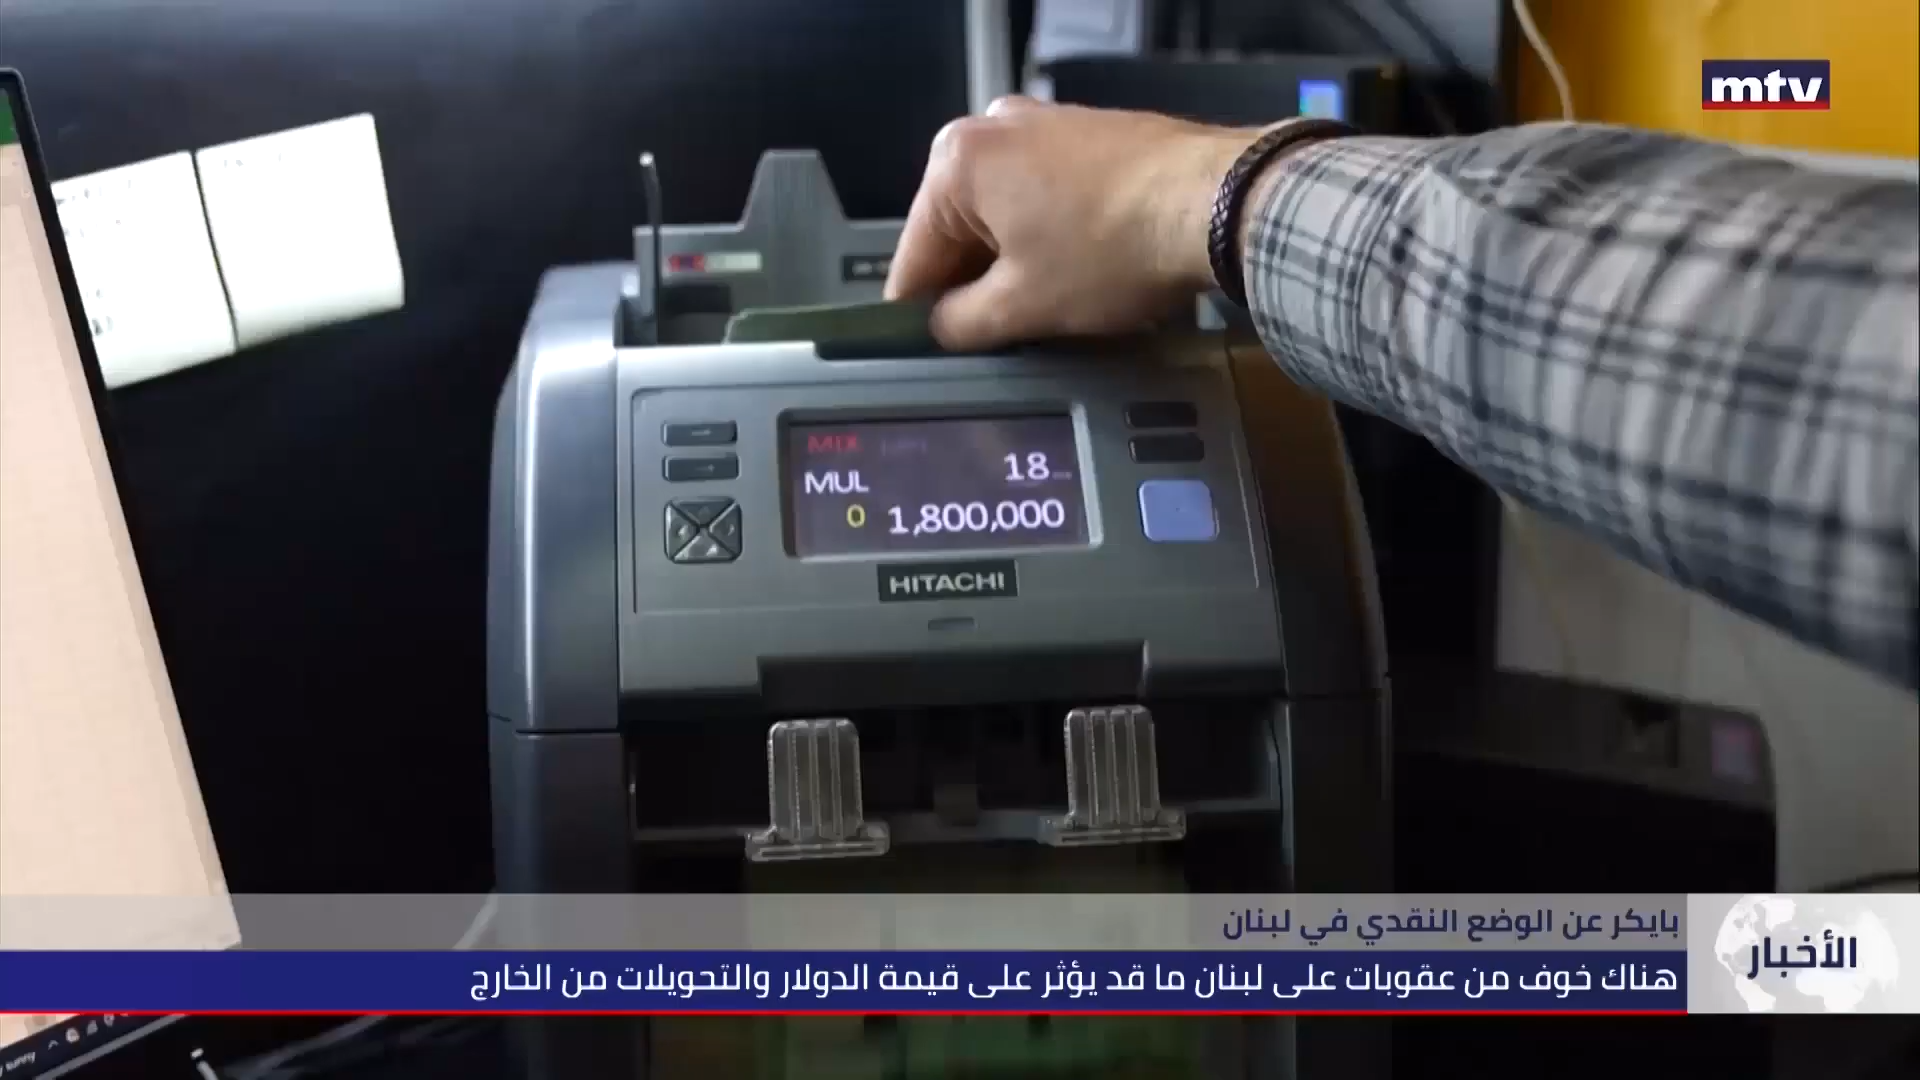 mtv
MIX
18
MUL
0 1,800,000
HITACHI
بايكر عن الوضع النقدي في لبنان
الأخبار
هناك خوف من عقوبات على لبنان ما قد يؤثر على قيمة الدولار والتحويلات من الخارج